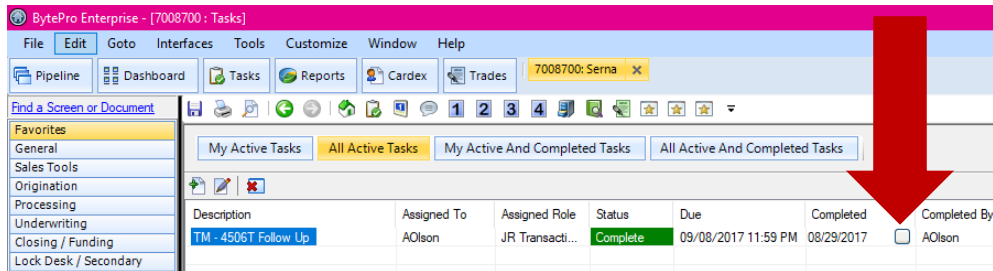 BytePro Enterprise - [7008700 : Tasks]
File Edit Goto Interfaces Tools Customize Window Help
Pipeline Dashboard Tasks Reports Cardex Trades 7008700: Serna x
Find a Screen or Document 1 2 3 4
Favorites
General
Sales Tools
Origination
Processing
Underwriting
Closing / Funding
Lock Desk / Secondary
My Active Tasks All Active Tasks My Active And Completed Tasks All Active And Completed Tasks
Description Assigned To Assigned Role Status Due Completed Completed By
TM - 4506T Follow Up AOlson JR Transacti... Complete 09/08/2017 11:59 PM 08/29/2017 AOlson